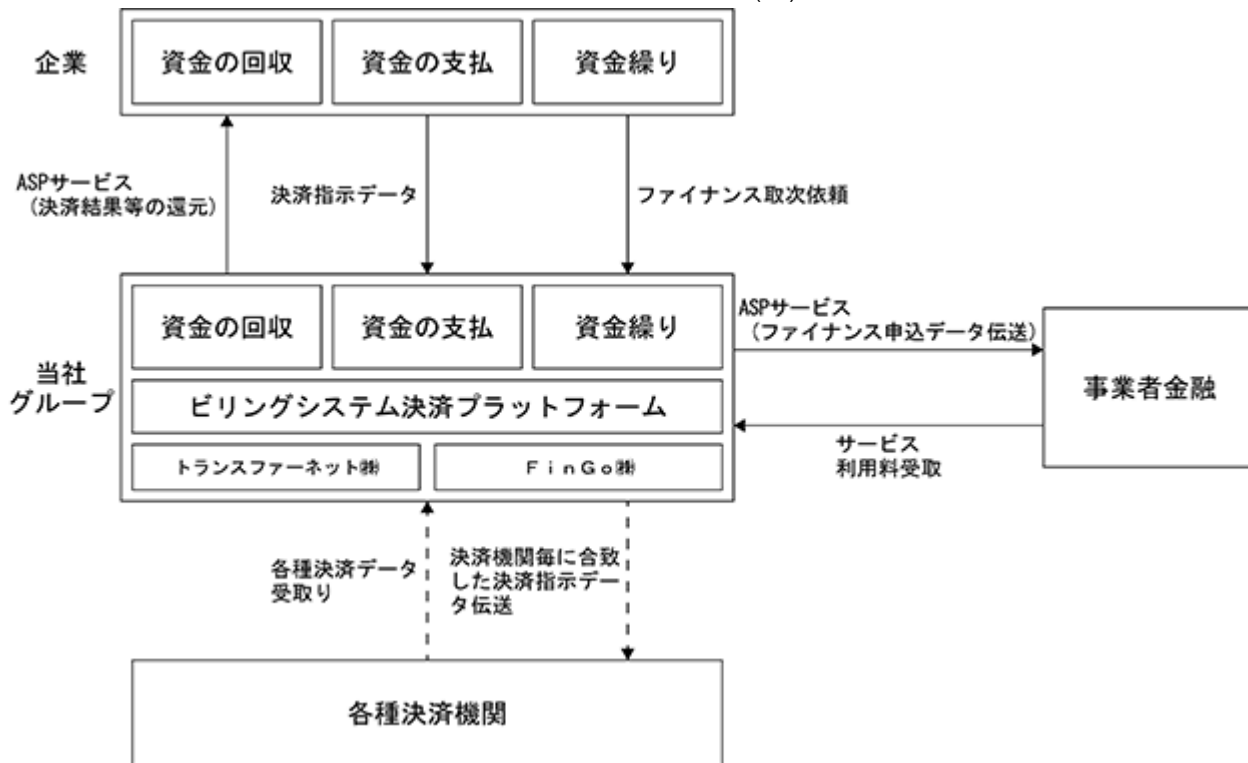 企業
資金の回収
資金の支払
資金繰り
ASPサービス
(決済結果等の還元)
決済指示データ
ファイナンス取次依頼
当社
グループ
資金の回収
資金の支払
資金繰り
ビリングシステム決済プラットフォーム
トランスファーネット㈱
FinGo㈱
ASPサービス
(ファイナンス申込データ伝送)
事業者金融
サービス
利用料受取
各種決済データ
受取り
決済機関毎に合致
した決済指示デー
タ伝送
各種決済機関